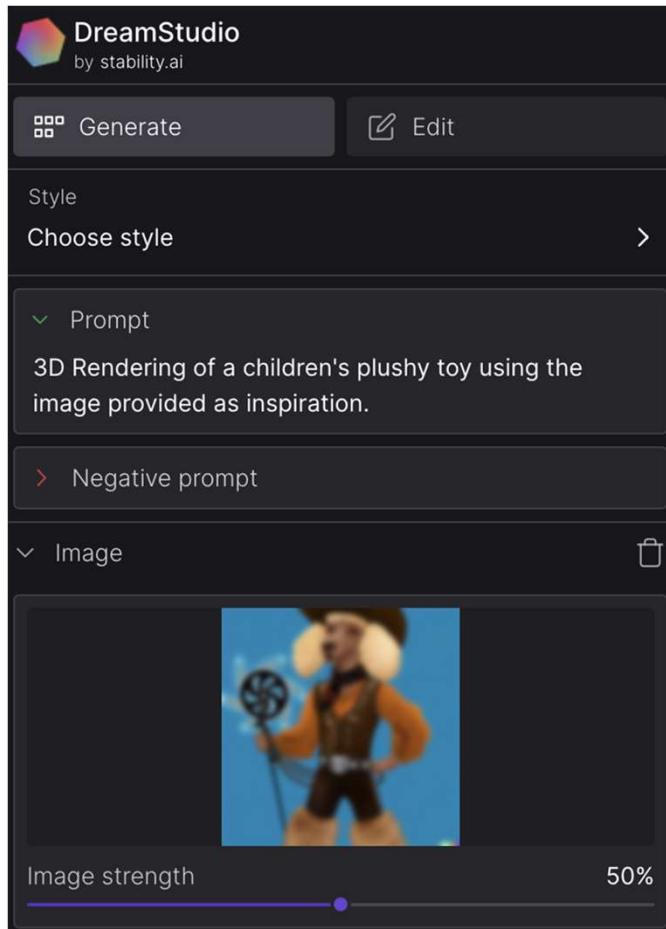 DreamStudio
by stability.ai
Generate
Edit
Style
Choose style
Prompt
3D Rendering of a children's plushy toy using the
image provided as inspiration.
Negative prompt
Image
Image strength
50%